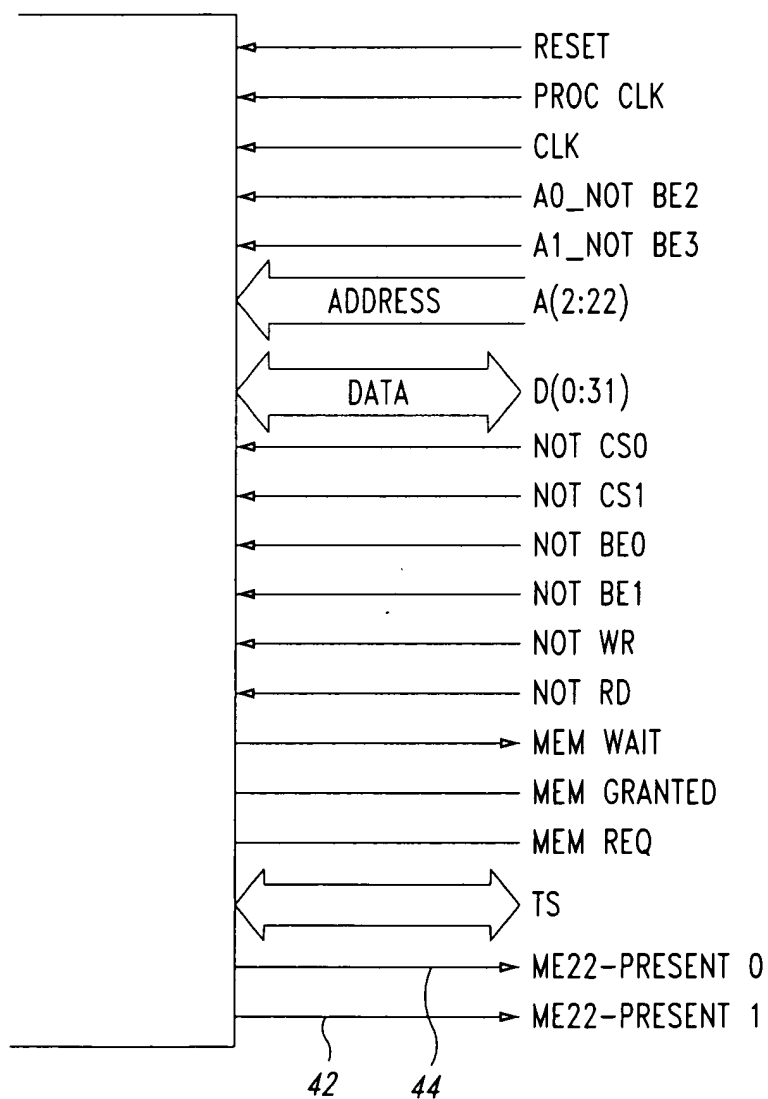 RESET
PROC CLK
CLK
A0_NOT BE2
A1_NOT BE3
ADDRESS A(2:22)
DATA D(0:31)
NOT CS0
NOT CS1
NOT BE0
NOT BE1
NOT WR
NOT RD
MEM WAIT
MEM GRANTED
MEM REQ
TS
ME22-PRESENT 0
ME22-PRESENT 1
42 44